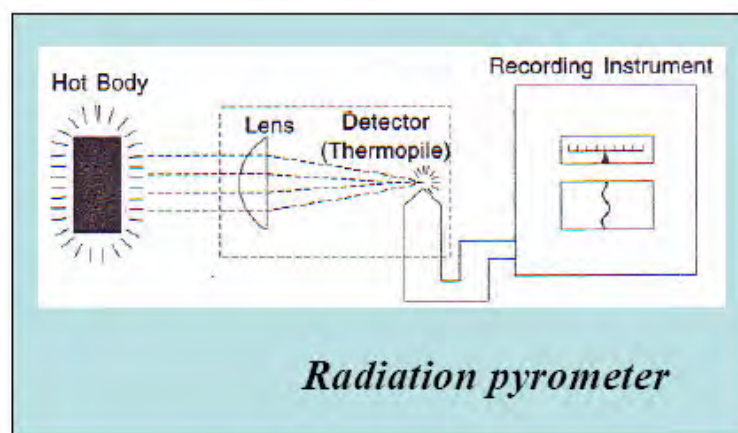 Recording Instrument
Hot Body
Lens
Detector
(Thermopile)
Radiation pyrometer